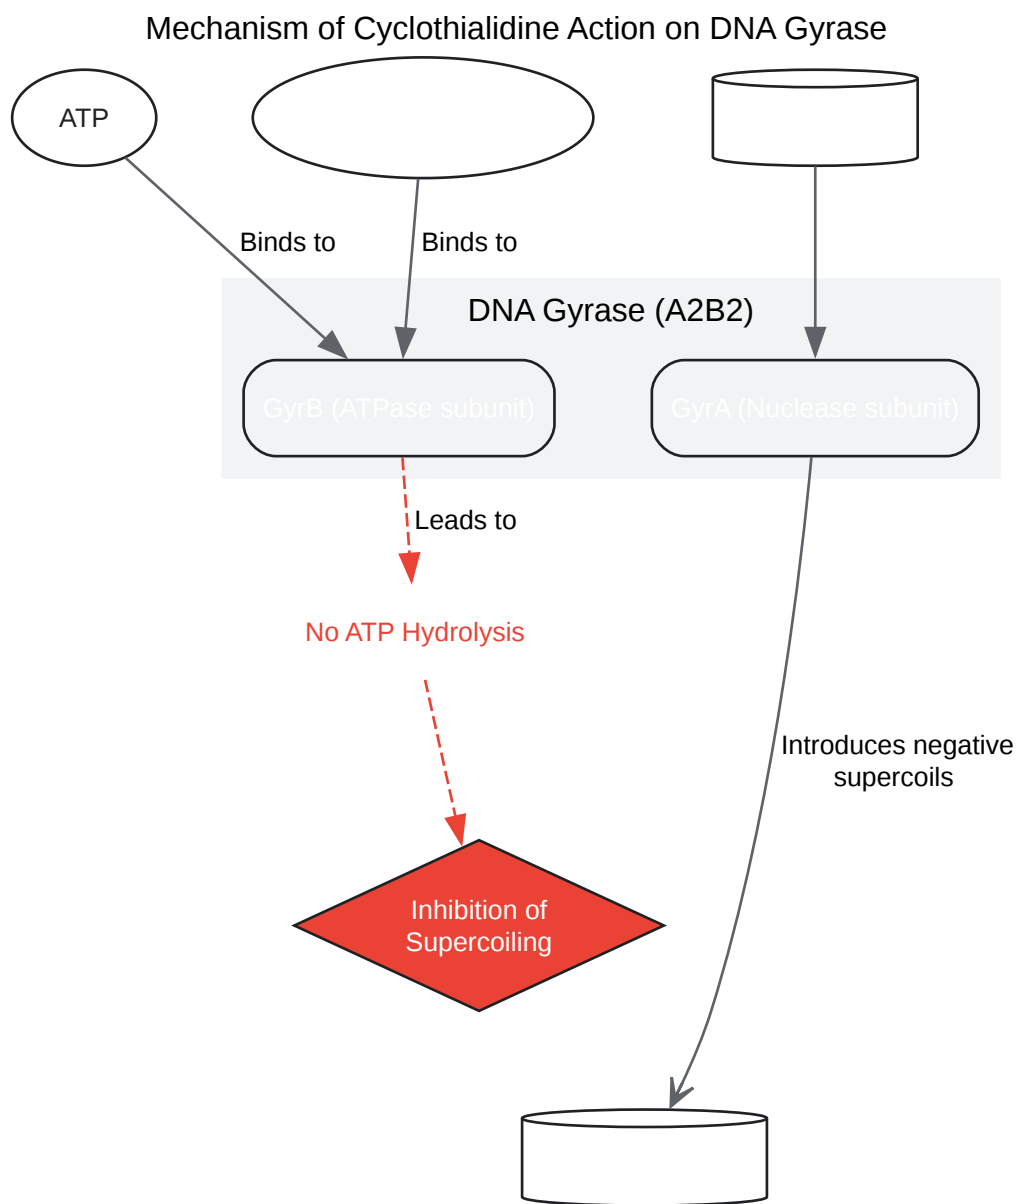 Mechanism of Cyclothialidine Action on DNA Gyrase
ATP
Binds to
Binds to
DNA Gyrase (A2B2)
GyrB (ATPase subunit)
GyrA (Nuclease subunit)
Leads to
No ATP Hydrolysis
Introduces negative
supercoils
Inhibition of
Supercoiling